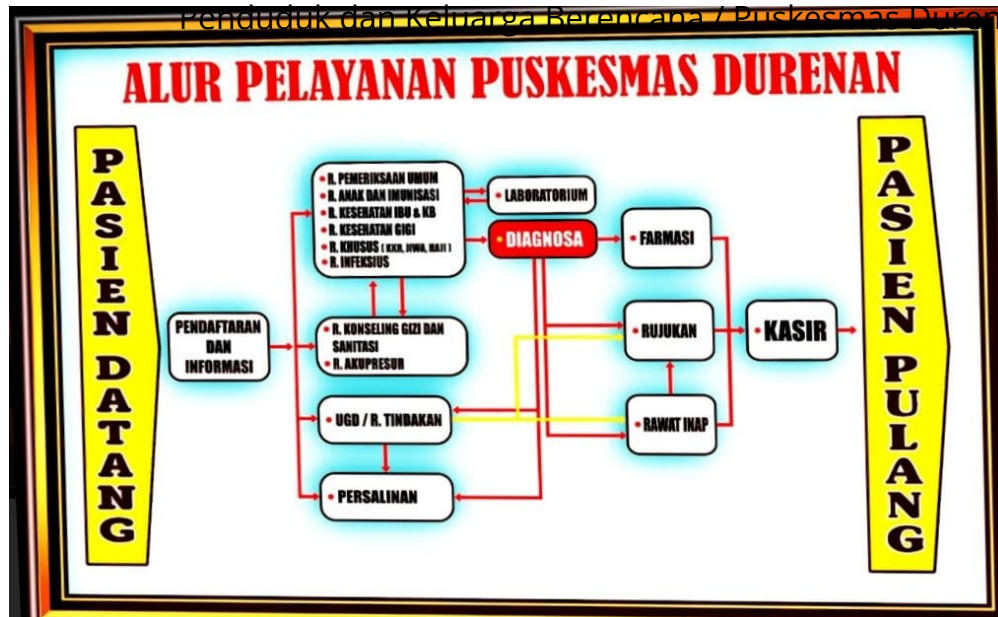 Penduduk dan Keluarga Berencana / Puskesmas Duren
ALUR PELAYANAN PUSKESMAS DURENAN
PASIEN DATANG
PENDAFTARAN
DAN
INFORMASI
• R. PEMERIKSAAN UMUM
• R. ANAK DAN IMUNISASI
• R. KESEHATAN IBU & KB
• R. KESEHATAN GIGI
• R. KHUSUS ( KKR, JIWA, HAJI )
• R. INFEKSIUS
• R. KONSELING GIZI DAN
SANITASI
• R. AKUPRESUR
• UGD / R. TINDAKAN
• PERSALINAN
• LABORATORIUM
• DIAGNOSA
• FARMASI
• RUJUKAN
• RAWAT INAP
• KASIR
PASIEN PULANG